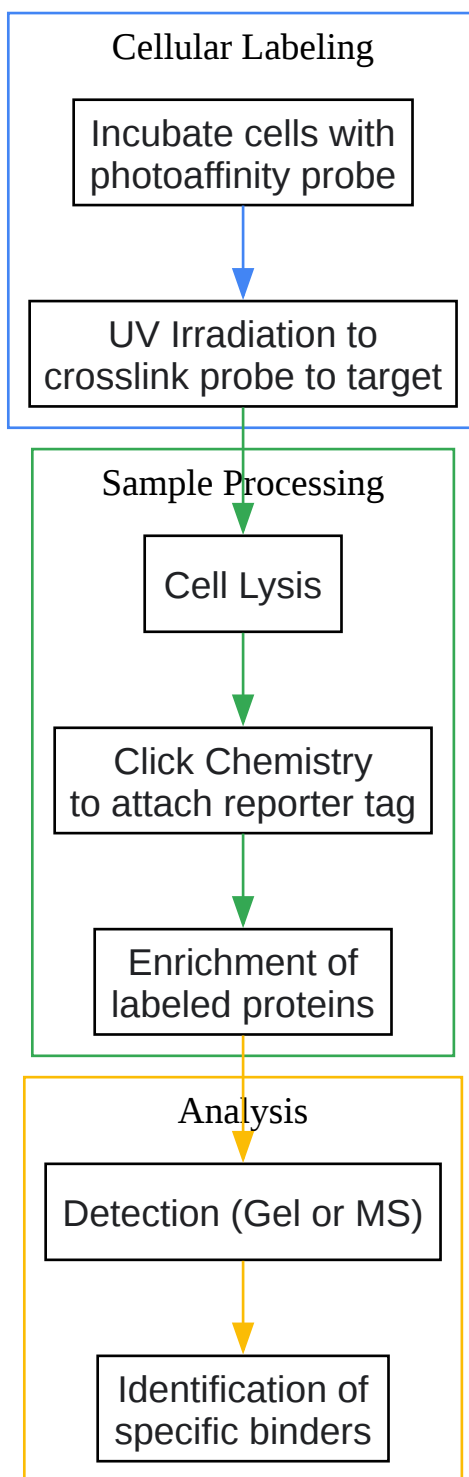 Cellular Labeling
Incubate cells with
photoaffinity probe
UV Irradiation to
crosslink probe to target
Sample Processing
Cell Lysis
Click Chemistry
to attach reporter tag
Enrichment of
labeled proteins
Analysis
Detection (Gel or MS)
Identification of
specific binders